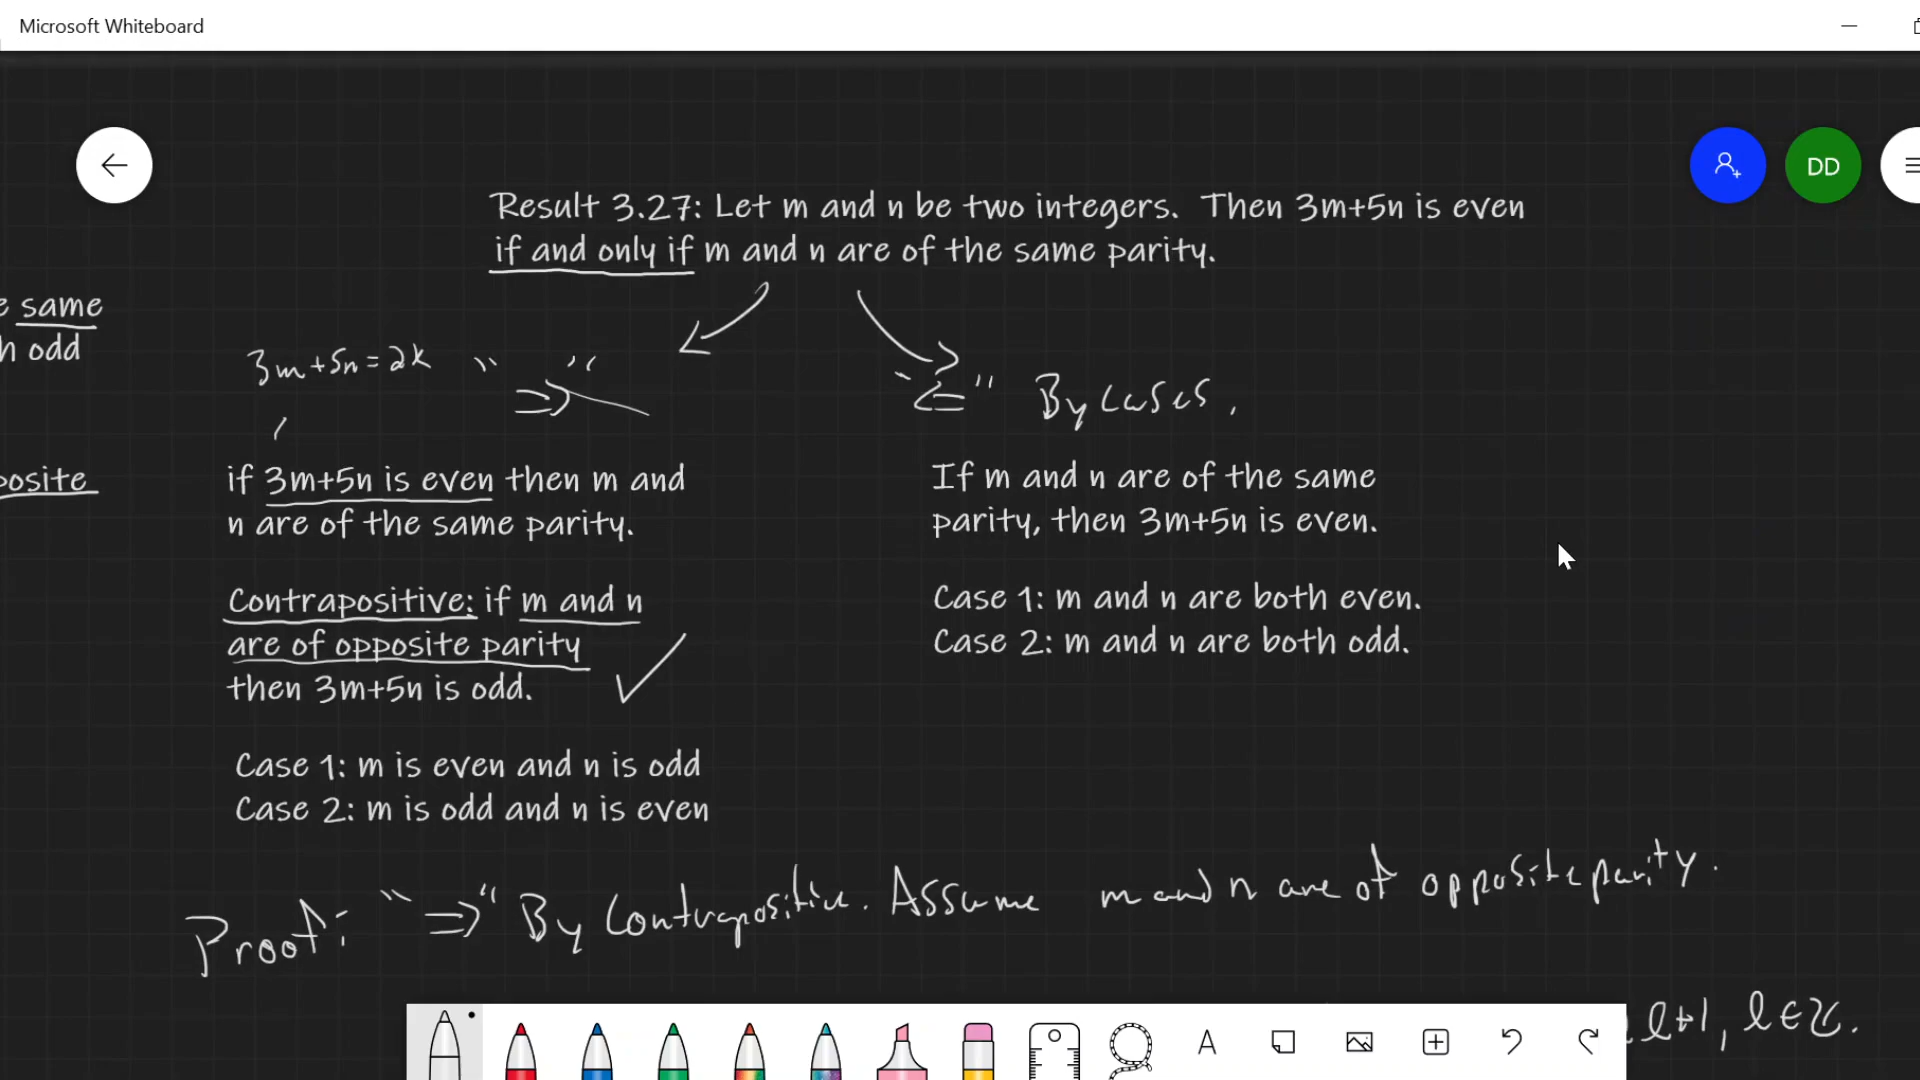 Microsoft Whiteboard
DD
Result 3.27: Let m and n be two integers. Then 3m+5n is even
if and only if m and n are of the same parity.
same
h odd
posite
3m+5n=2k " ⇒ "
"⇐" By cases.
if 3m+5n is even then m and
n are of the same parity.
Contrapositive: if m and n
are of opposite parity
then 3m+5n is odd.
Case 1: m is even and n is odd
Case 2: m is odd and n is even
If m and n are of the same
parity, then 3m+5n is even.
Case 1: m and n are both even.
Case 2: m and n are both odd.
Proof: "⇒" By Contrapositive. Assume m and n are of opposite parity.
l+1, l∈Z.
A